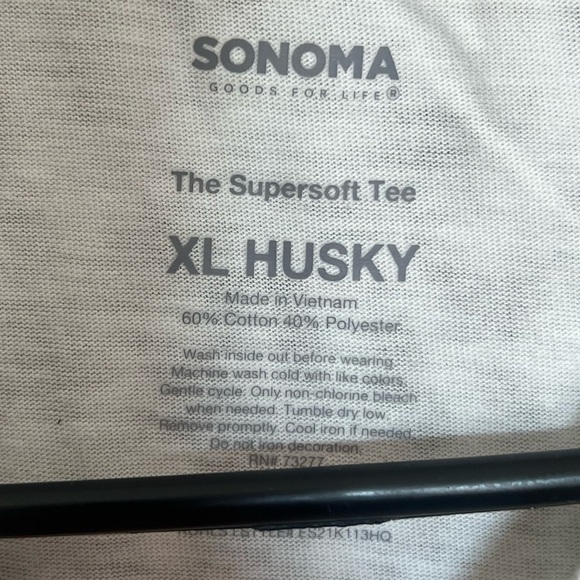 SONOMA
GOODS FOR LIFE®
The Supersoft Tee
XL HUSKY
Made in Vietnam
60% Cotton 40% Polyester
Wash inside out before wearing.
Machine wash cold with like colors.
Gentle cycle. Only non-chlorine bleach
when needed. Tumble dry low.
Remove promptly. Cool iron if needed.
Do not iron decoration.
RN# 73277
ES21K113HQ